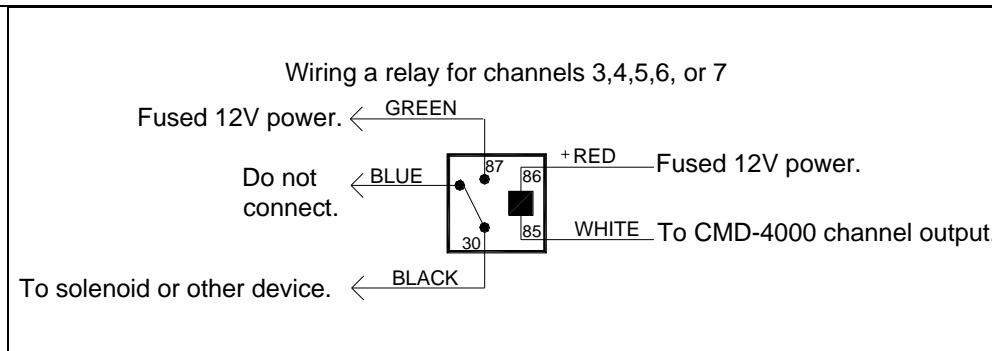 Wiring a relay for channels 3,4,5,6, or 7
Fused 12V power.
GREEN
87
+RED
Fused 12V power.
86
Do not
connect.
BLUE
85
WHITE
To CMD-4000 channel output.
30
To solenoid or other device.
BLACK